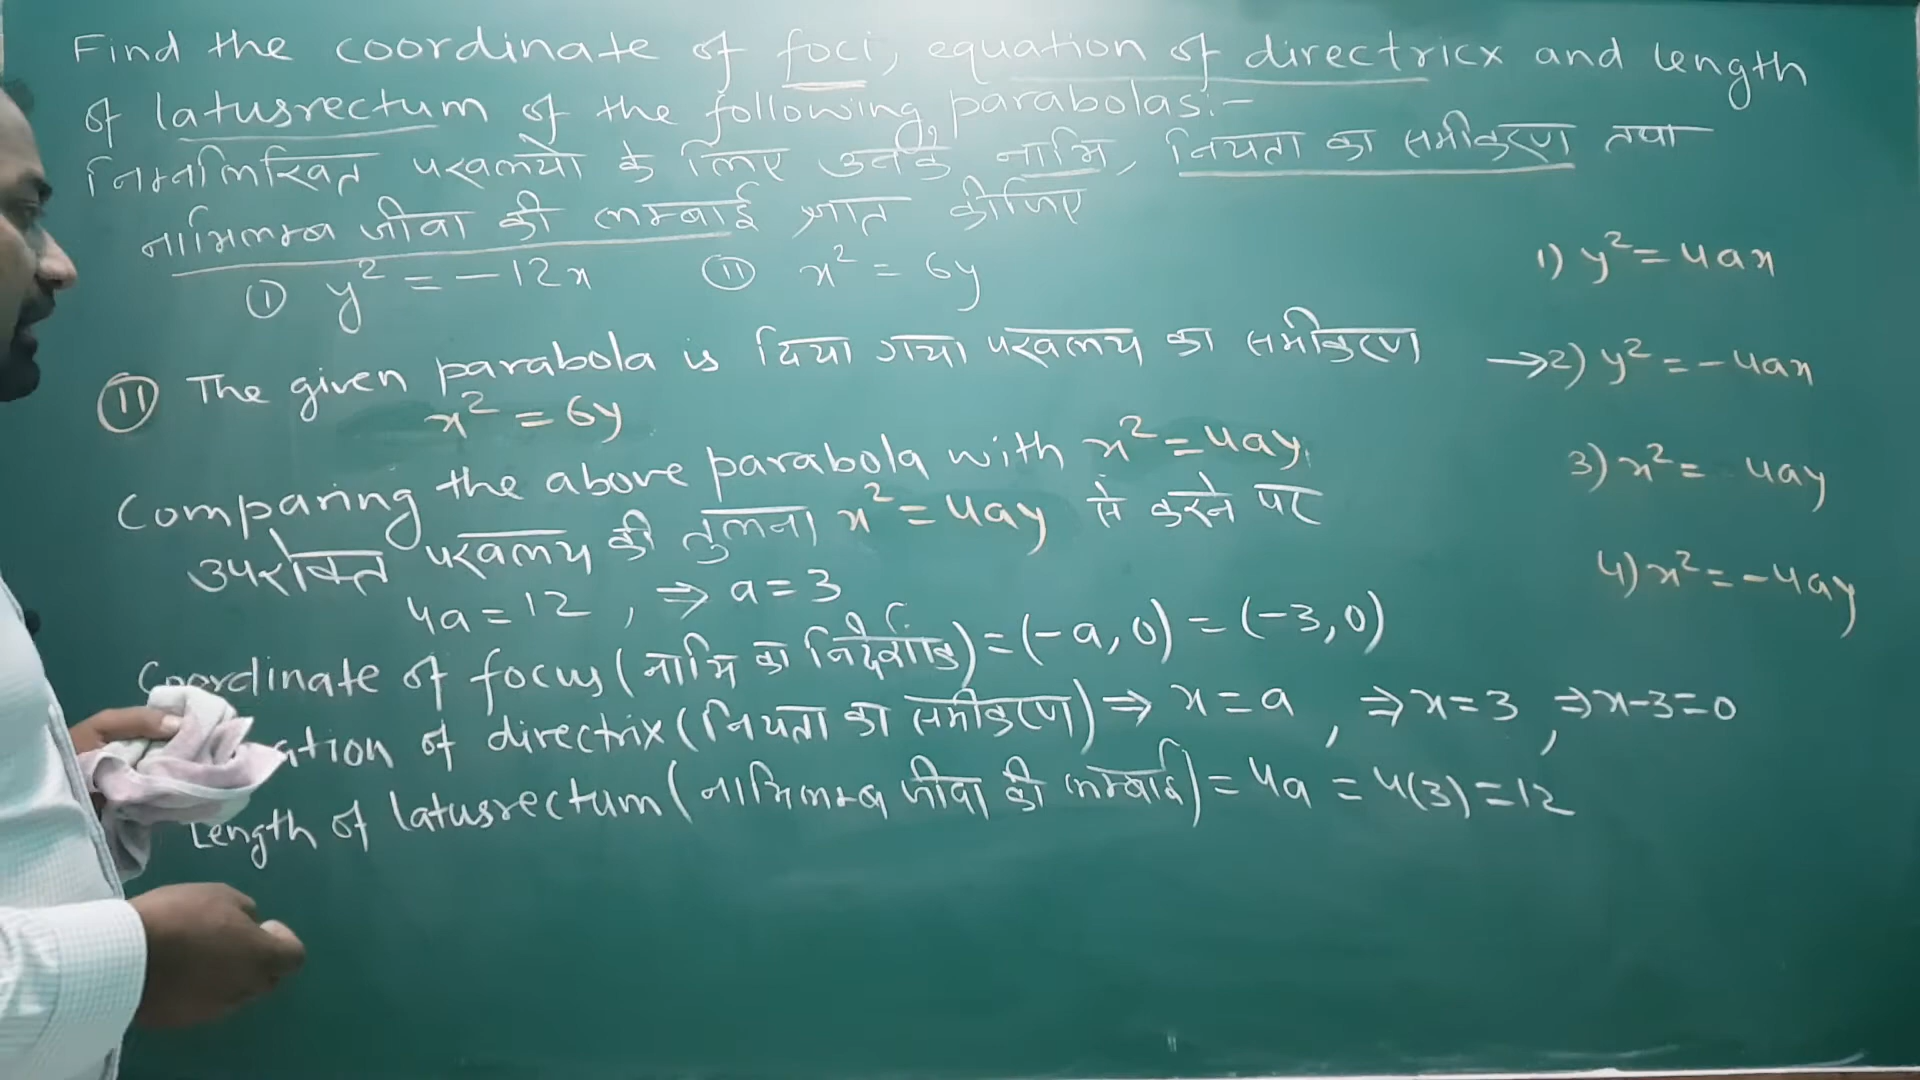 Find the coordinate of foci, equation of directricx and length
of latusrectum of the following parabolas:-
निम्नलिखित परवलयो के लिए उनके नाभि, नियता का समीकरण तथा
नाभिलम्ब जीवा की लम्बाई ज्ञात कीजिए
① y² = -12x ⑪ x² = 6y
⑪ The given parabola is दिया गया परवलय का समीकरण
x² = 6y
Comparing the above parabola with x² = 4ay
उपरोक्त परवलय की तुलना x² = 4ay से करने पर
4a = 12 , ⇒ a = 3
Coordinate of focus (नाभि का निर्देशांक) = (-a, 0) = (-3, 0)
ation of directrix (नियता का समीकरण) ⇒ x = a , ⇒ x = 3 , ⇒ x-3=0
Length of latusrectum (नाभिलम्ब जीवा की लम्बाई) = 4a = 4(3) = 12
1) y² = 4ax
→2) y² = -4ax
3) x² = 4ay
4) x² = -4ay